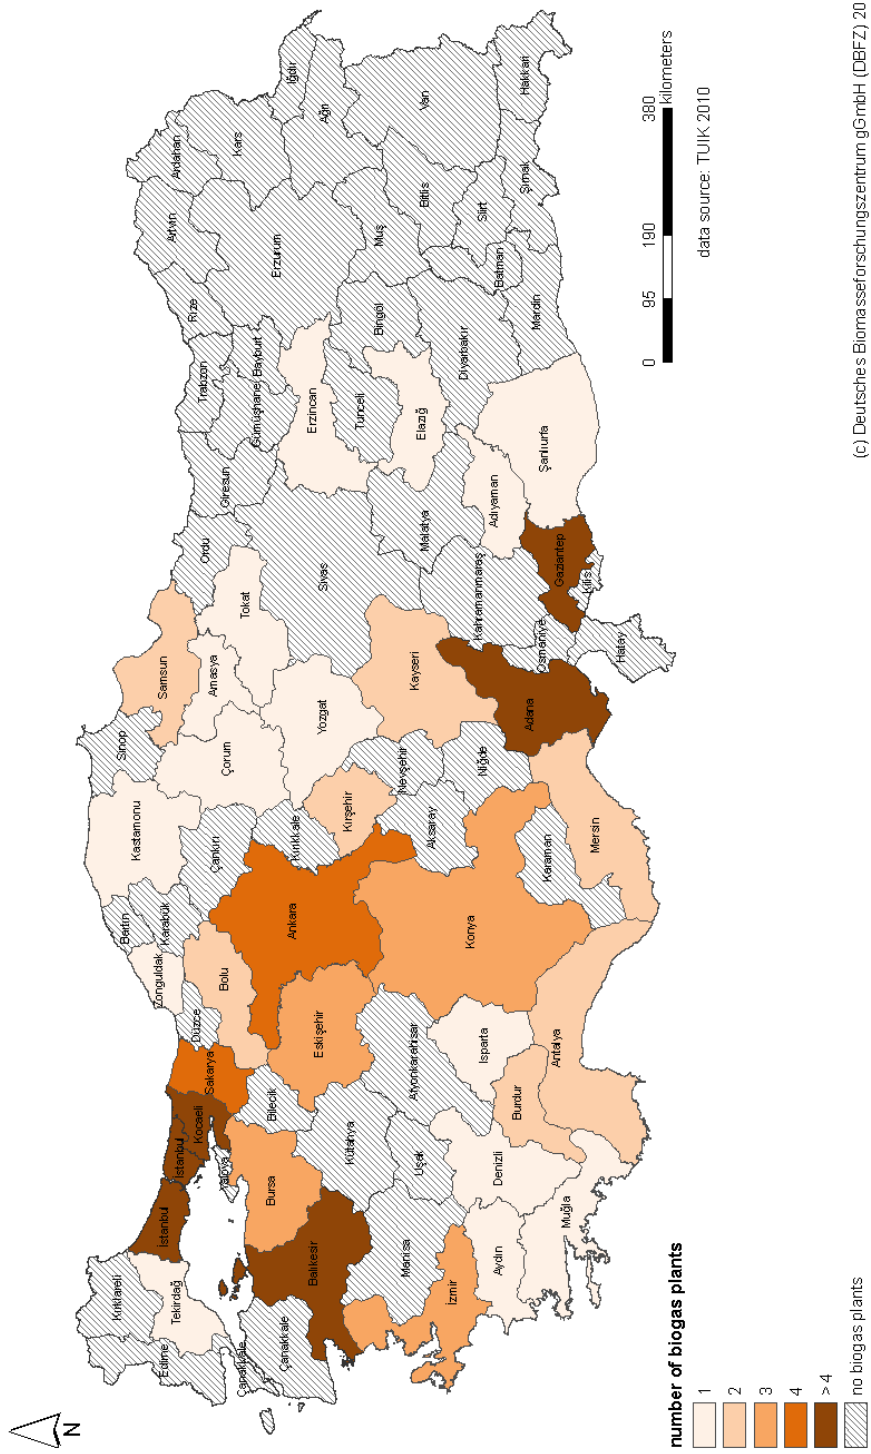 N
Kırklareli
Edirne
Tekirdağ
İstanbul
İstanbul
Kocaeli
Yalova
Çanakkale
Çanakkale
Balıkesir
Bursa
Bilecik
Sakarya
Düzce
Bolu
Zonguldak
Bartın
Karabük
Kastamonu
Sinop
Çankırı
Çorum
Samsun
Amasya
Tokat
Ordu
Giresun
Trabzon
Gümüşhane
Bayburt
Rize
Artvin
Ardahan
Kars
Iğdır
Ağrı
Erzurum
Erzincan
Tunceli
Bingöl
Muş
Bitlis
Van
Hakkari
Şırnak
Siirt
Batman
Mardin
Diyarbakır
Elazığ
Malatya
Adıyaman
Şanlıurfa
Gaziantep
Kilis
Kahramanmaraş
Osmaniye
Hatay
Adana
Kayseri
Sivas
Yozgat
Kırşehir
Kırıkkale
Ankara
Eskişehir
Kütahya
Manisa
İzmir
Uşak
Afyonkarahisar
Aydın
Denizli
Muğla
Burdur
Isparta
Antalya
Konya
Karaman
Mersin
Aksaray
Nevşehir
Niğde
number of biogas plants
1
2
3
4
>4
no biogas plants
0 95 190 380
kilometers
data source: TUIK 2010
(c) Deutsches Biomasseforschungszentrum gGmbH (DBFZ) 20